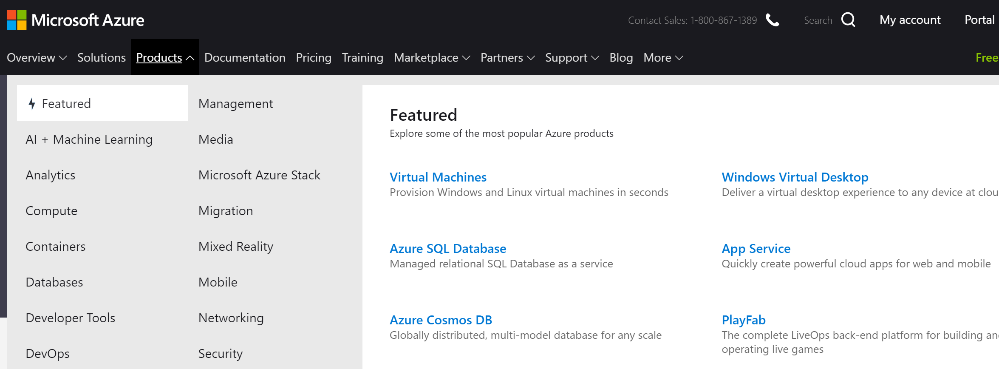 Microsoft Azure
Contact Sales: 1-800-867-1389
Search
My account
Portal
Overview
Solutions
Products
Documentation
Pricing
Training
Marketplace
Partners
Support
Blog
More
Free
Featured
AI + Machine Learning
Analytics
Compute
Containers
Databases
Developer Tools
DevOps
Management
Media
Microsoft Azure Stack
Migration
Mixed Reality
Mobile
Networking
Security
Featured
Explore some of the most popular Azure products
Virtual Machines
Provision Windows and Linux virtual machines in seconds
Windows Virtual Desktop
Deliver a virtual desktop experience to any device at clou
Azure SQL Database
Managed relational SQL Database as a service
App Service
Quickly create powerful cloud apps for web and mobile
Azure Cosmos DB
Globally distributed, multi-model database for any scale
PlayFab
The complete LiveOps back-end platform for building an
operating live games